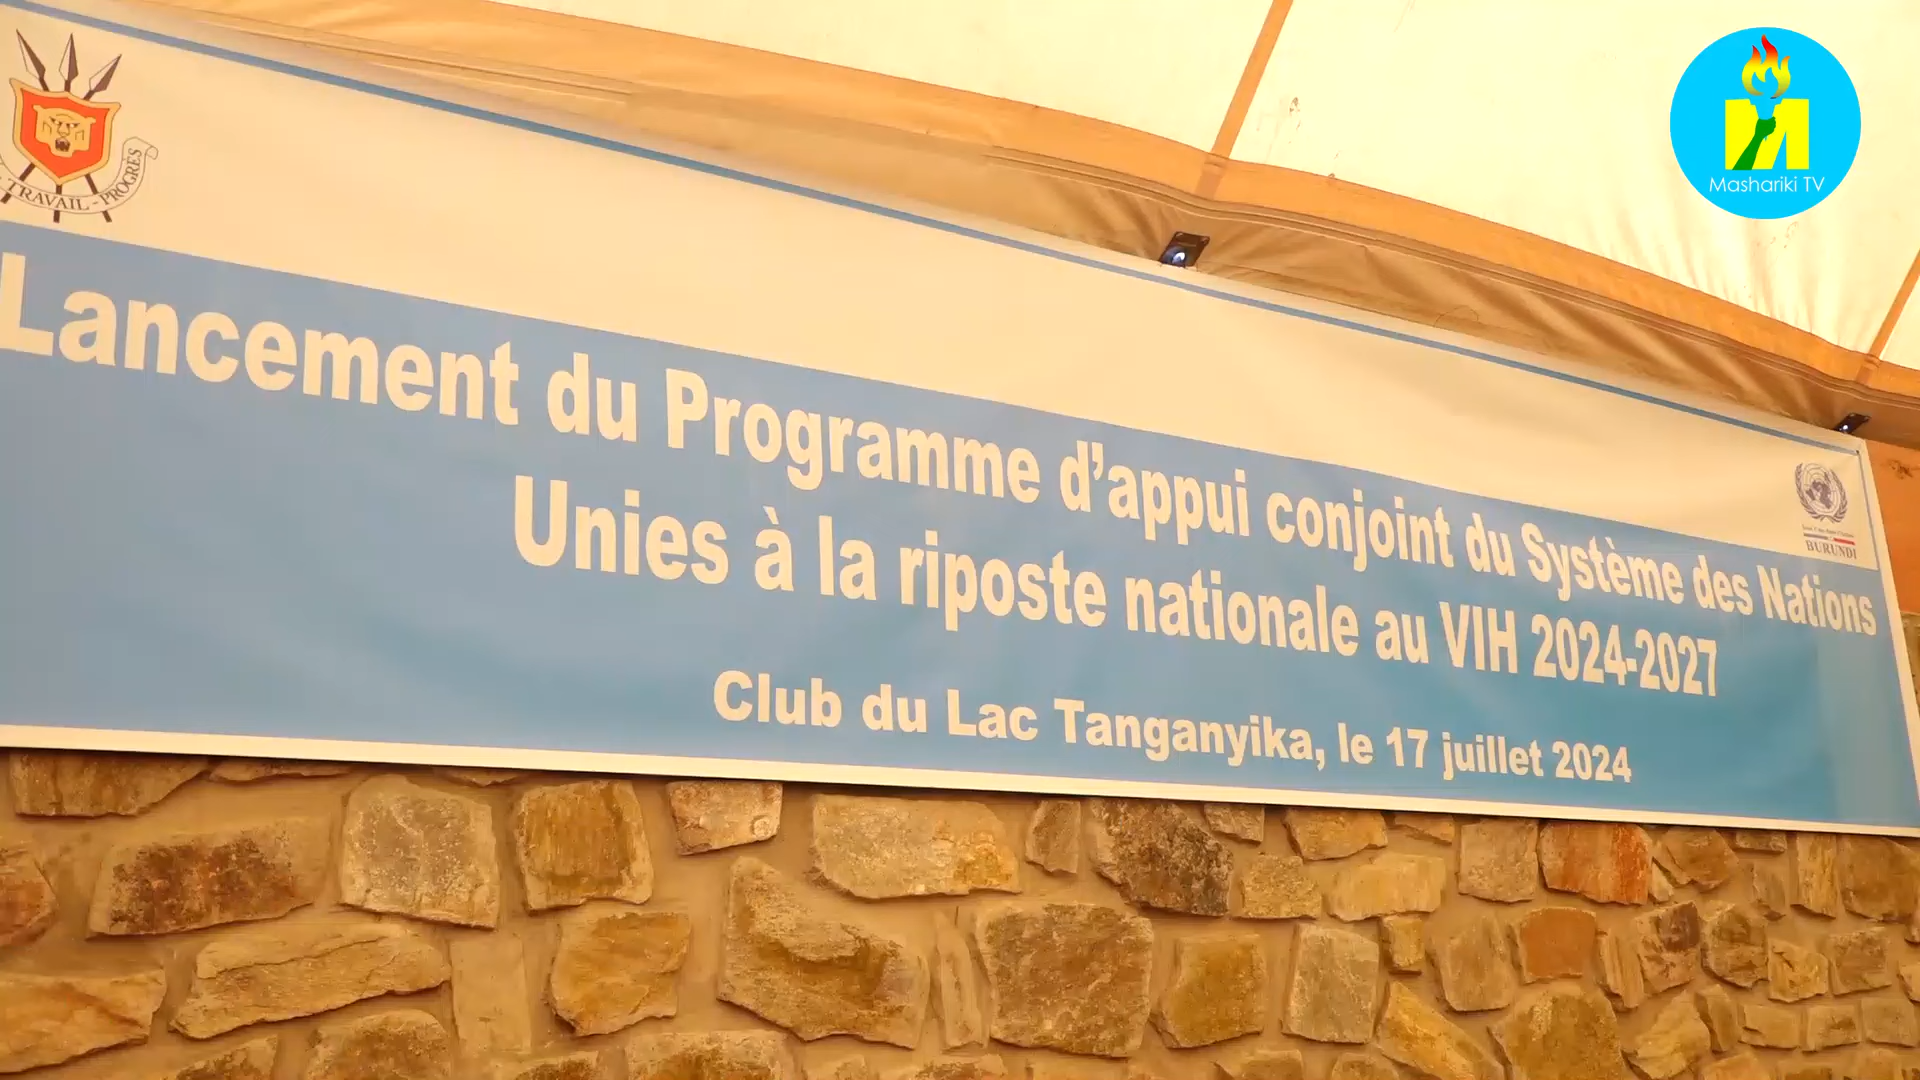 Mashariki TV
TRAVAIL - PROGRÈS
BURUNDI
Lancement du Programme d'appui conjoint du Système des Nations
Unies à la riposte nationale au VIH 2024-2027
Club du Lac Tanganyika, le 17 juillet 2024